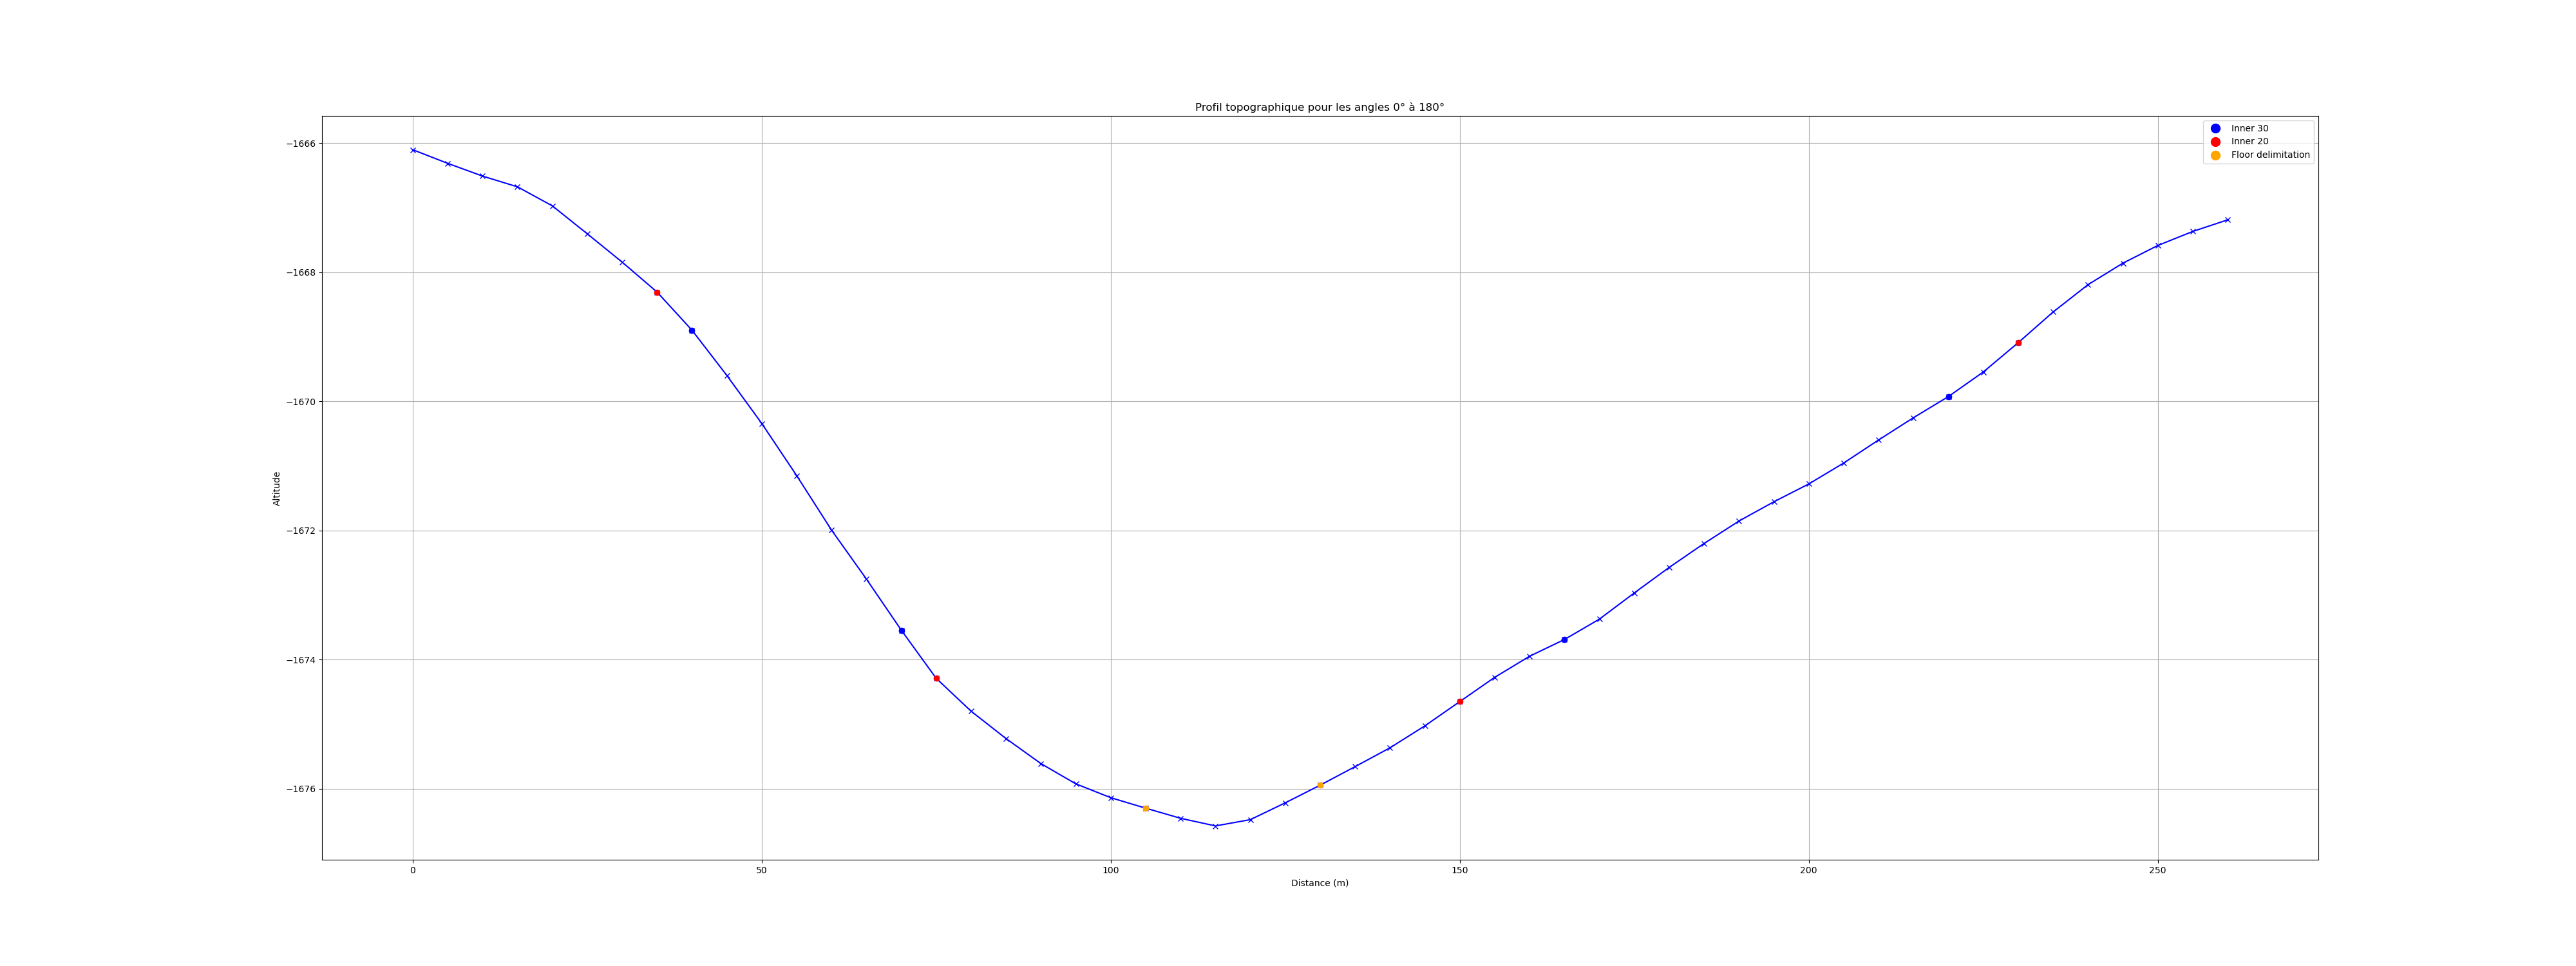 Profil topographique pour les angles 0° à 180°
Inner 30
Inner 20
Floor delimitation
−1666
−1668
−1670
−1672
−1674
−1676
Altitude
0
50
100
150
200
250
Distance (m)